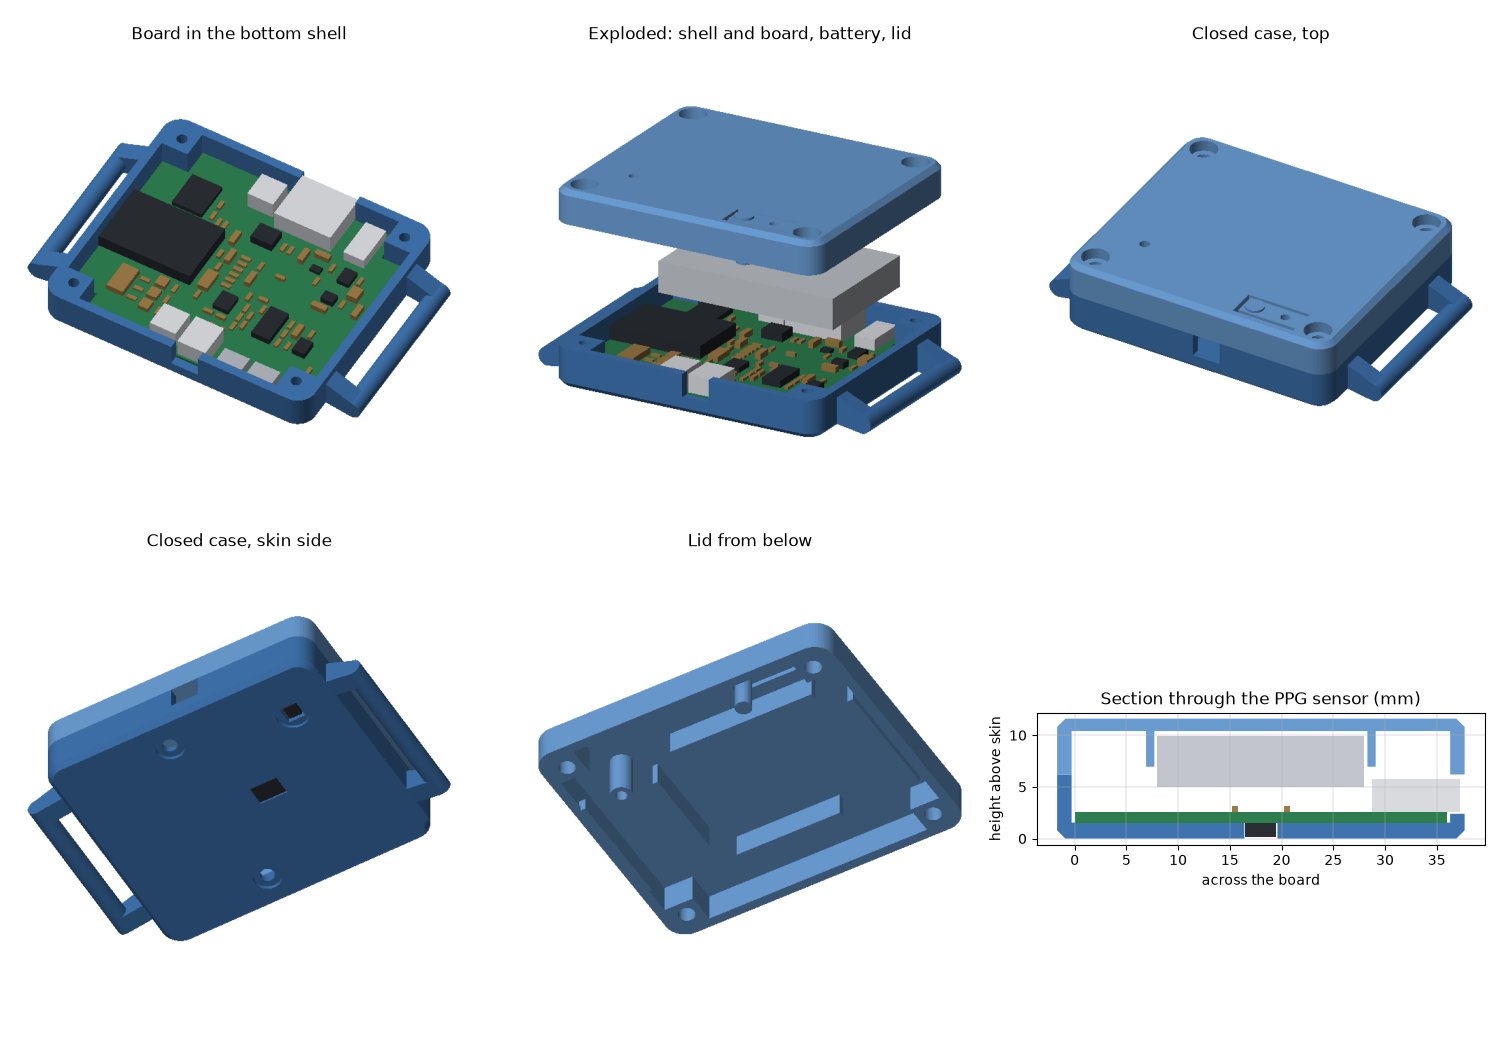 Board in the bottom shell
Exploded: shell and board, battery, lid
Closed case, top
Closed case, skin side
Lid from below
Section through the PPG sensor (mm)
height above skin
10
5
0
0 5 10 15 20 25 30 35
across the board